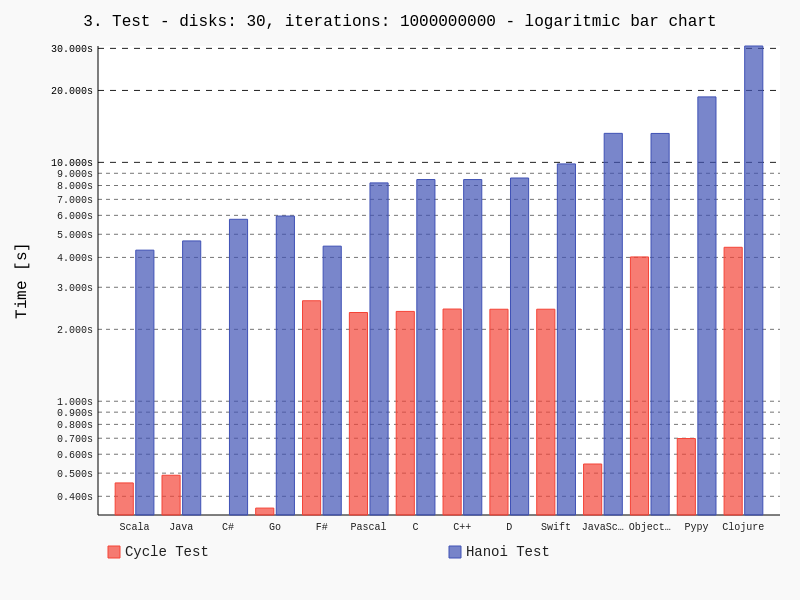 3. Test - disks: 30, iterations: 1000000000 - logaritmic bar chart
Time [s]
30.000s
20.000s
10.000s
9.000s
8.000s
7.000s
6.000s
5.000s
4.000s
3.000s
2.000s
1.000s
0.900s
0.800s
0.700s
0.600s
0.500s
0.400s
Scala Java C# Go F# Pascal C C++ D Swift JavaSc… Object… Pypy Clojure
Cycle Test Hanoi Test